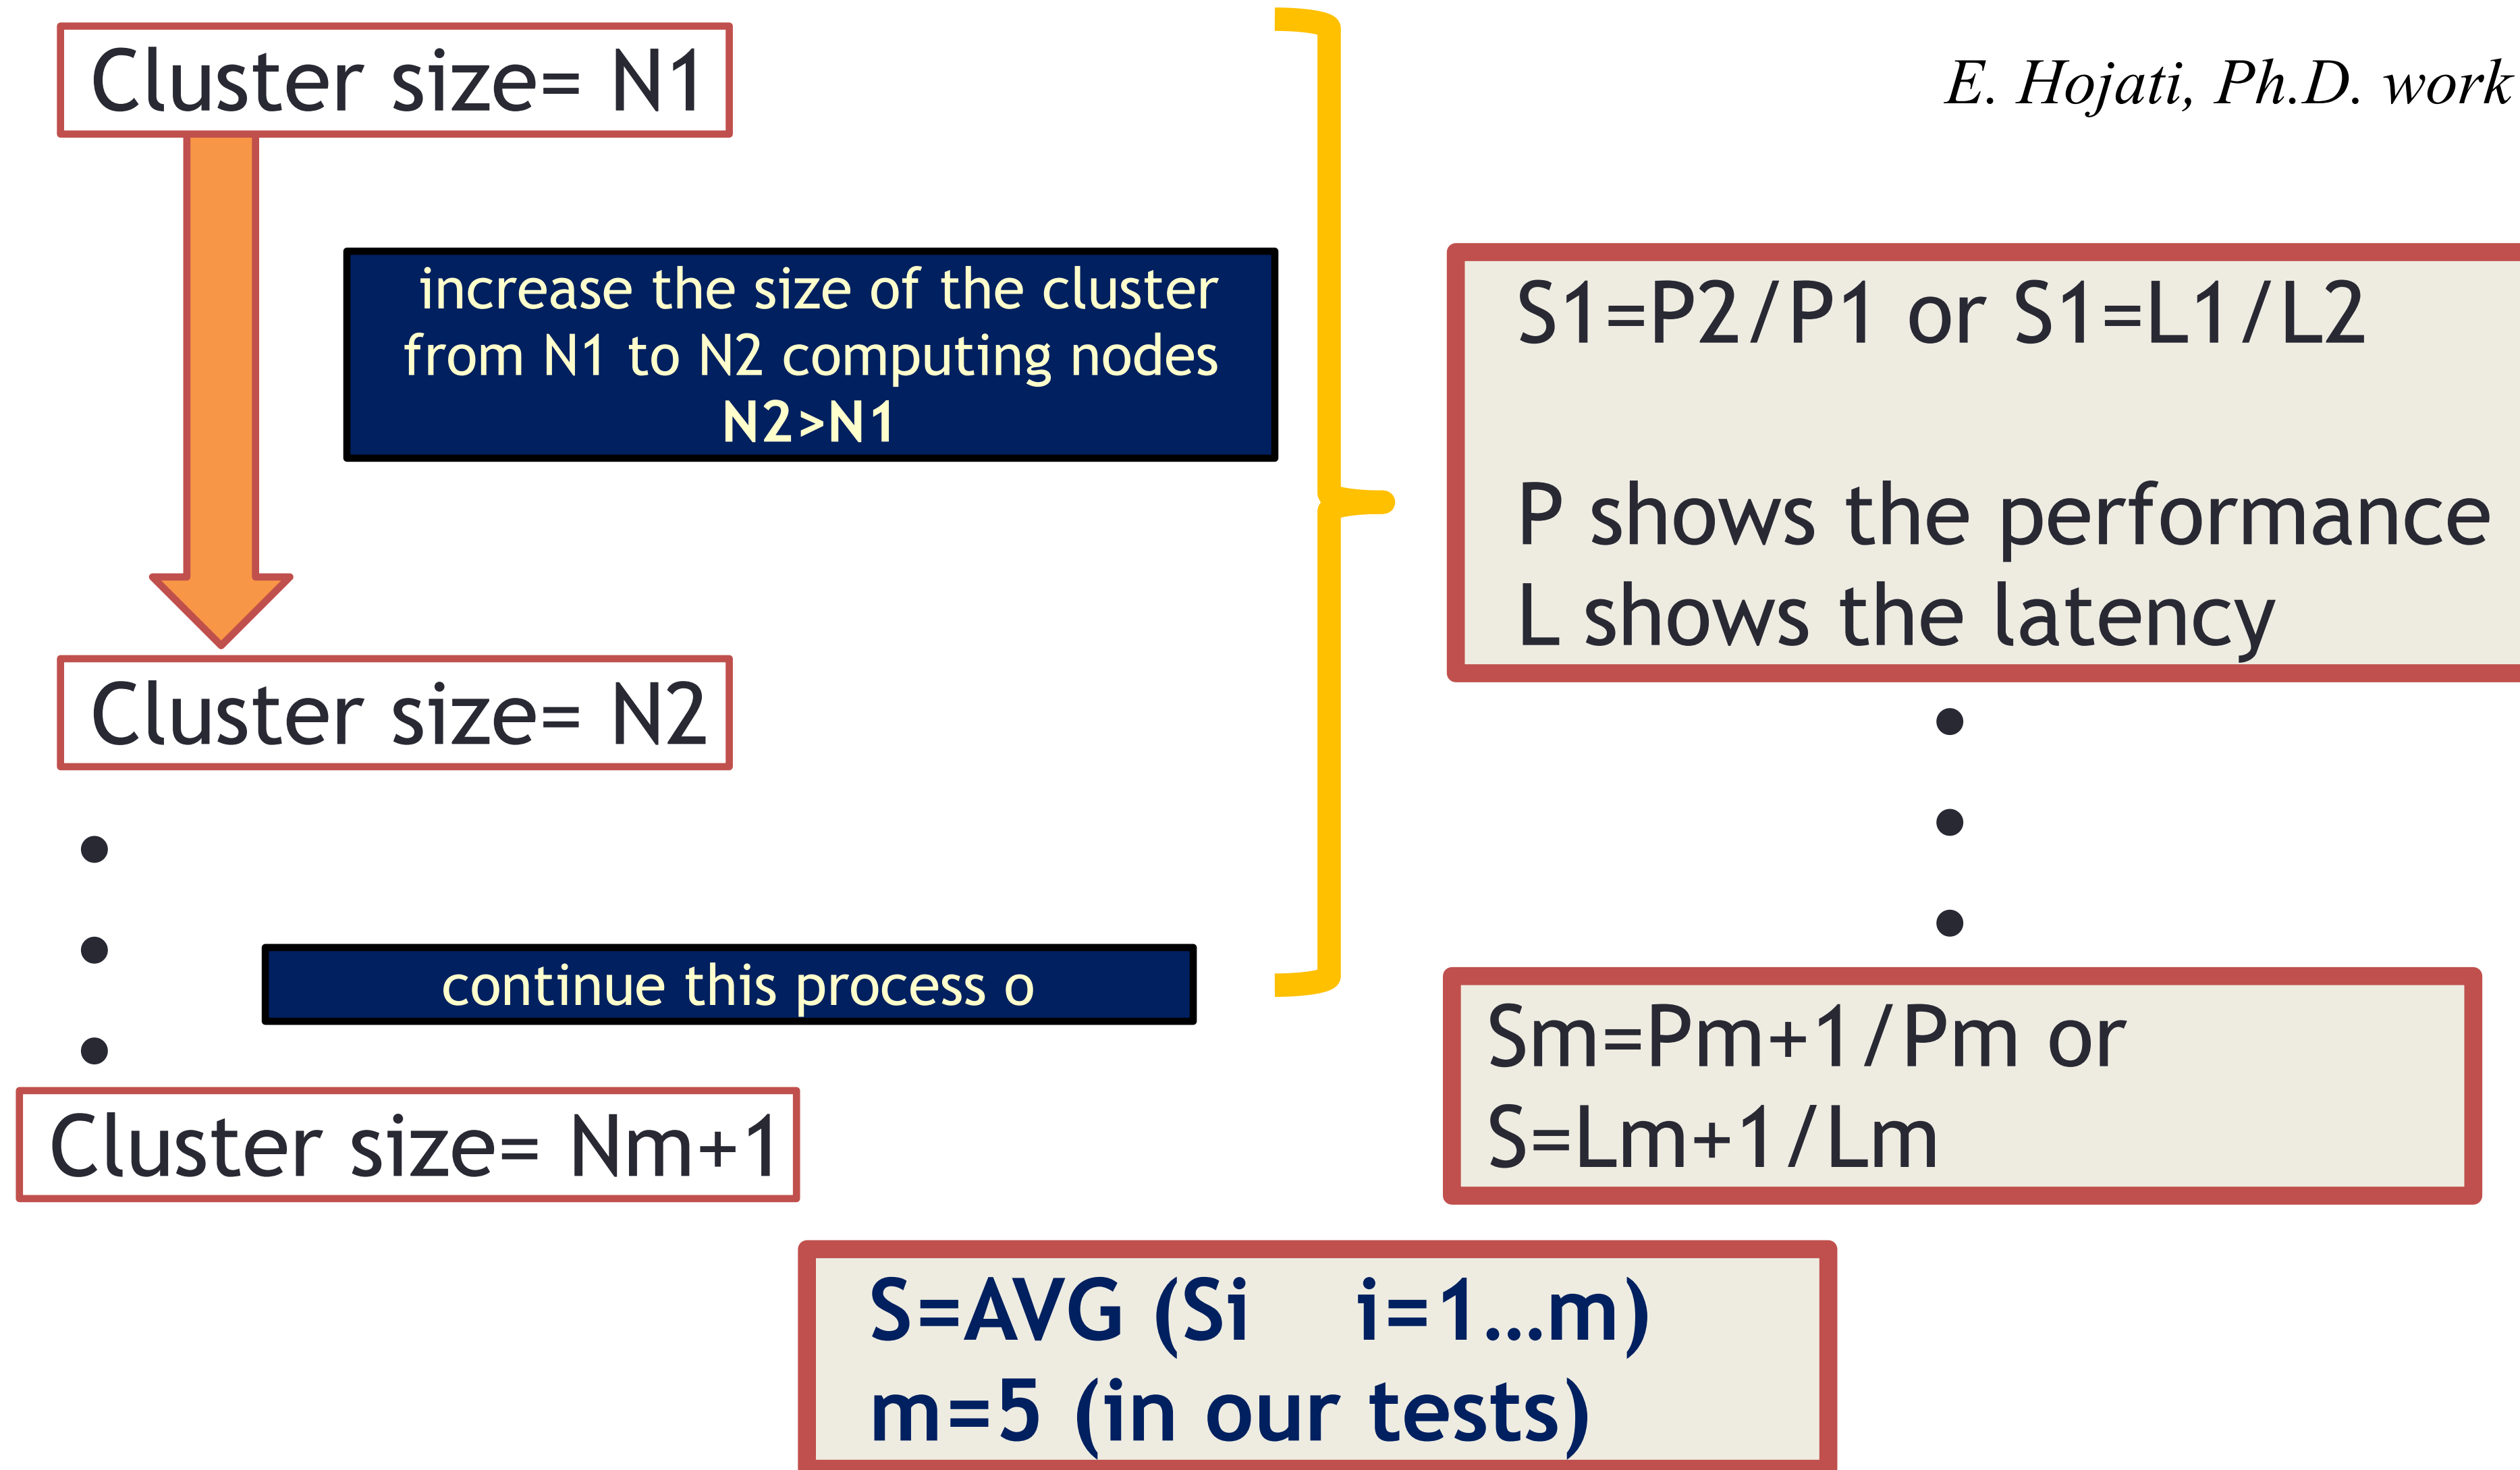 Cluster size= N1
E. Hojati, Ph.D. work
increase the size of the cluster
from N1 to N2 computing nodes
N2>N1
S1=P2/P1 or S1=L1/L2
P shows the performance
L shows the latency
Cluster size= N2
continue this process o
Cluster size= Nm+1
Sm=Pm+1/Pm or
S=Lm+1/Lm
S=AVG (Si i=1…m)
m=5 (in our tests)